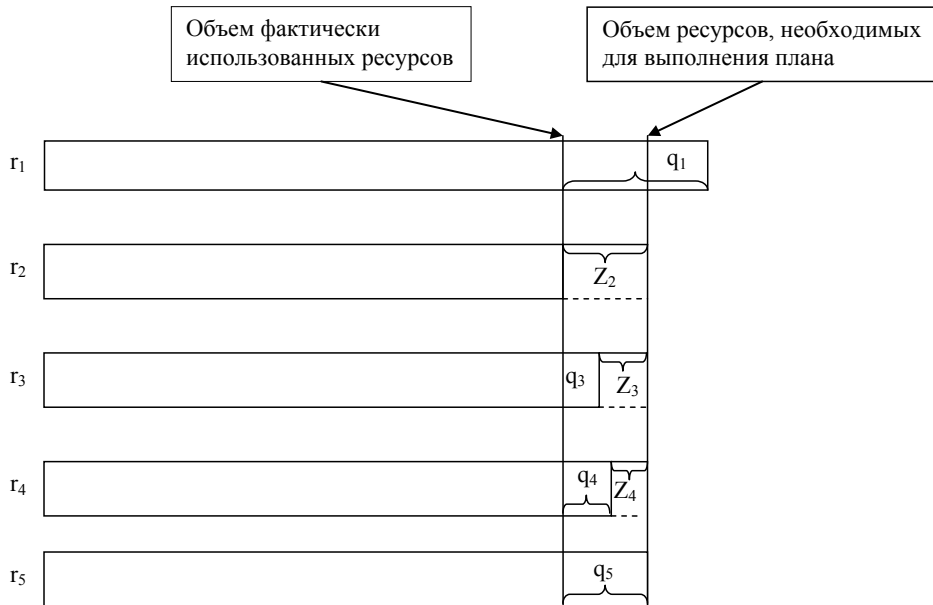 Объем фактически
использованных ресурсов
Объем ресурсов, необходимых
для выполнения плана
r₁
q₁
r₂
Z₂
r₃
q₃
Z₃
r₄
q₄
Z₄
r₅
q₅